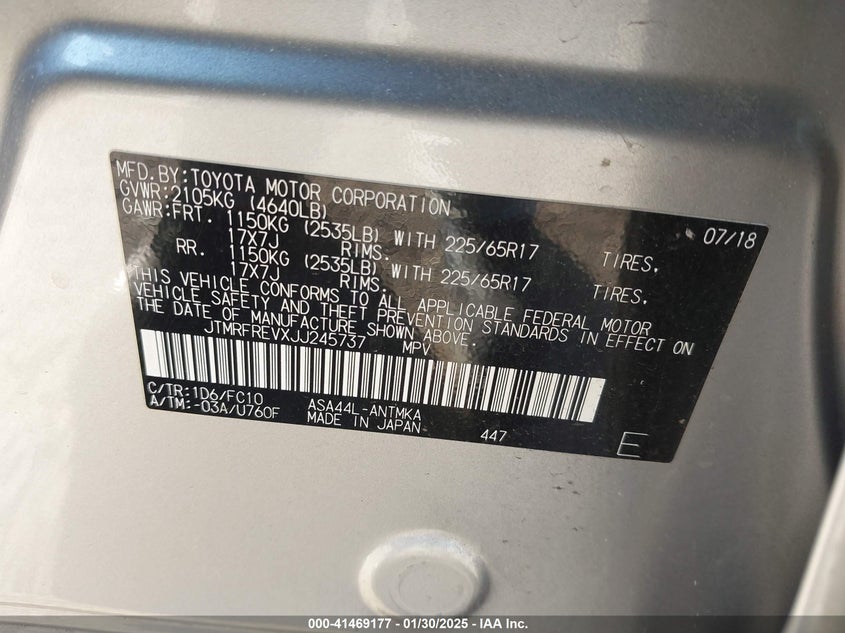 MFD.BY:TOYOTA MOTOR CORPORATION 07/18
GVWR:2105KG (4640LB)
GAWR:FRT. 1150KG (2535LB) WITH 225/65R17 TIRES,
17X7J RIMS.
RR. 1150KG (2535LB) WITH 225/65R17 TIRES,
17X7J RIMS.
THIS VEHICLE CONFORMS TO ALL APPLICABLE FEDERAL MOTOR
VEHICLE SAFETY AND THEFT PREVENTION STANDARDS IN EFFECT ON
THE DATE OF MANUFACTURE SHOWN ABOVE.
JTMRFREVXJJ245737 MPV
C/TR:1D6/FC10 ASA44L-ANTMKA
A/TM:-03A/U760F MADE IN JAPAN 447 E
000-41469177 — 01/30/2025 — IAA Inc.